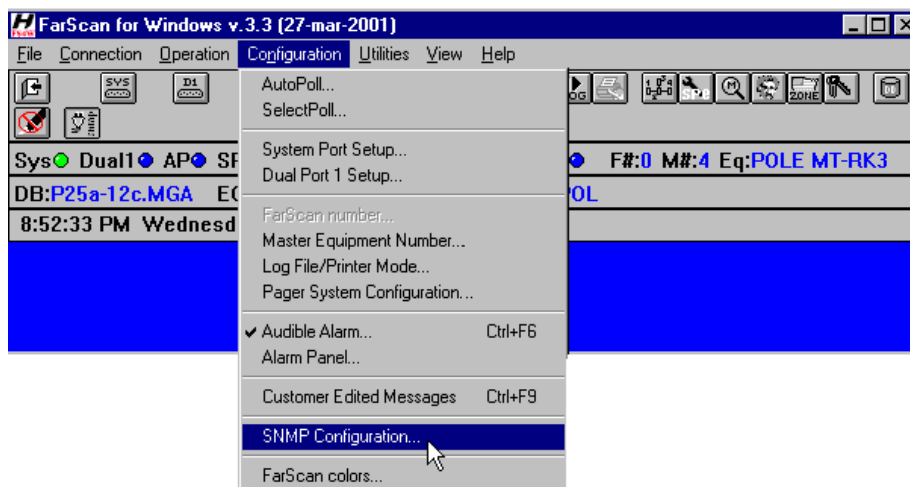 FarScan for Windows v.3.3 (27-mar-2001)
File Connection Operation Configuration Utilities View Help
SYS D1 OG SPe M ZONE
Sys Dual1 AP F#:0 M#:4 Eq:POLE MT-RK3
DB:P25a-12c.MGA
8:52:33 PM
AutoPoll...
SelectPoll...
System Port Setup...
Dual Port 1 Setup...
FarScan number...
Master Equipment Number...
Log File/Printer Mode...
Pager System Configuration...
Audible Alarm... Ctrl+F6
Alarm Panel...
Customer Edited Messages Ctrl+F9
SNMP Configuration...
FarScan colors...